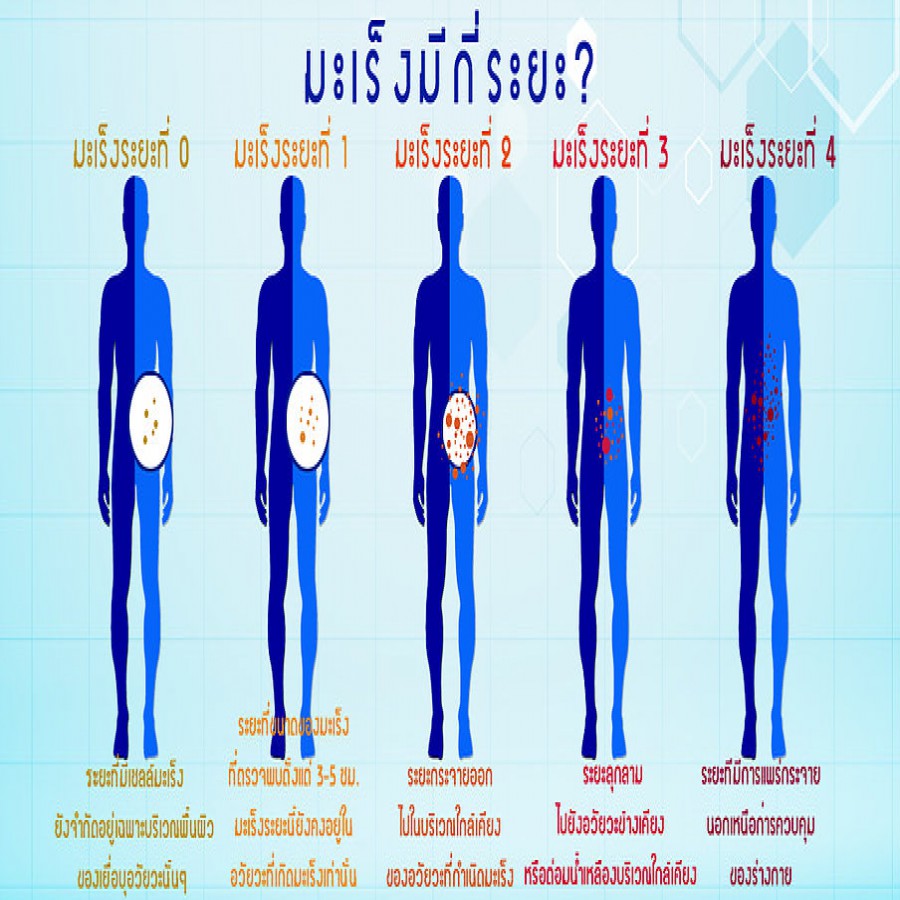 มะเร็งมีกี่ระยะ?
มะเร็งระยะที่ 0
มะเร็งระยะที่ 1
มะเร็งระยะที่ 2
มะเร็งระยะที่ 3
มะเร็งระยะที่ 4
ระยะที่มีเซลล์มะเร็ง
ยังจำกัดอยู่เฉพาะบริเวณพื้นผิว
ของเยื่อบุอวัยวะนั้นๆ
ระยะที่ขนาดของมะเร็ง
ที่ตรวจพบตั้งแต่ 3-5 ซม.
มะเร็งระยะนี้ยังคงอยู่ใน
อวัยวะที่เกิดมะเร็งเท่านั้น
ระยะกระจายออก
ไปในบริเวณใกล้เคียง
ของอวัยวะที่กำเนิดมะเร็ง
ระยะลุกลาม
ไปยังอวัยวะข้างเคียง
หรือต่อมน้ำเหลืองบริเวณใกล้เคียง
ระยะที่มีการแพร่กระจาย
นอกเหนือการควบคุม
ของร่างกาย